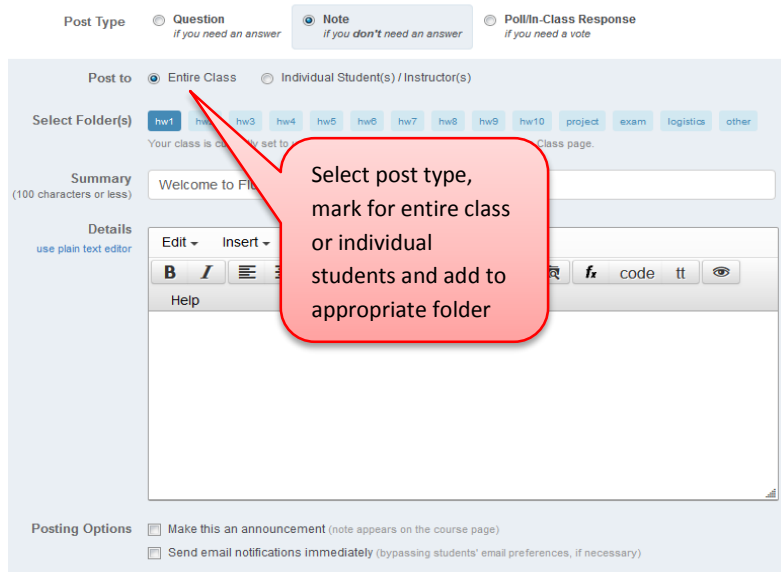 Post Type Question Note Poll/In-Class Response
if you need an answer if you don't need an answer if you need a vote
Post to Entire Class Individual Student(s) / Instructor(s)
Select Folder(s) hw1 hw3 hw4 hw5 hw6 hw7 hw8 hw9 hw10 project exam logistics other
Your class is set to Class page.
Summary
(100 characters or less)
Welcome to
Details
use plain text editor
Edit Insert
B I fx code tt
Help
Select post type,
mark for entire class
or individual
students and add to
appropriate folder
Posting Options Make this an announcement (note appears on the course page)
Send email notifications immediately (bypassing students' email preferences, if necessary)